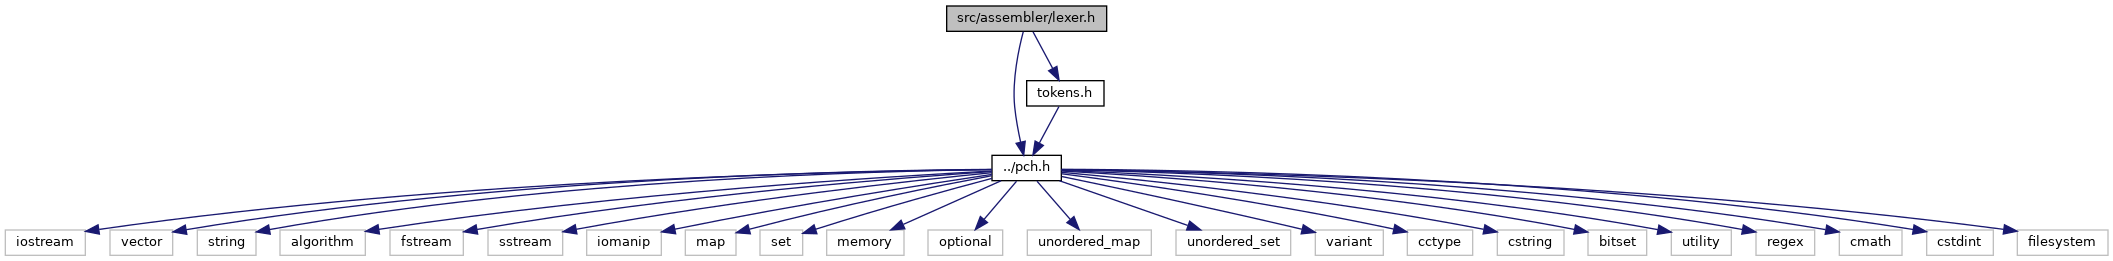 src/assembler/lexer.h
tokens.h
../pch.h
iostream
vector
string
algorithm
fstream
sstream
iomanip
map
set
memory
optional
unordered_map
unordered_set
variant
cctype
cstring
bitset
utility
regex
cmath
cstdint
filesystem